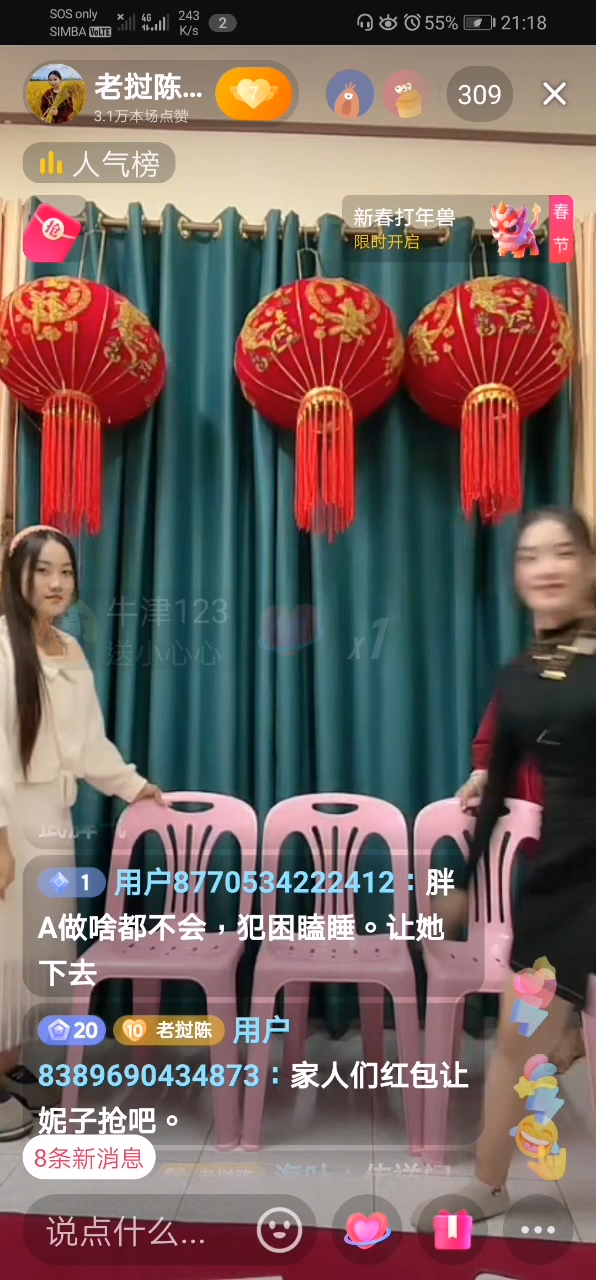 SOS only
SIMBA VoLTE
4G
243
K/s
2
55%
21:18
老挝陈...
3.1万本场点赞
7
309
人气榜
抢
新春打年兽
限时开启
春
节
牛津123
送小心心
x1
1 用户8770534222412：胖
A做啥都不会，犯困瞌睡。让她
下去
20 10 老挝陈 用户
8389690434873：家人们红包让
妮子抢吧。
8条新消息
说点什么...